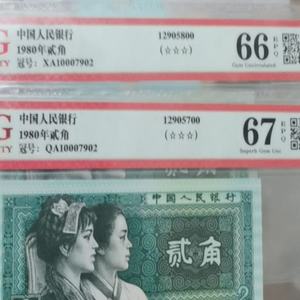 G
中国人民银行 12905800
1980年贰角 (☆☆☆)
TY 冠号: XA10007902
66 EPQ
Gem Uncirculated
G
中国人民银行 12905700
1980年贰角 (☆☆☆)
TY 冠号: QA10007902
67 EPQ
Superb Gem Unc
中国人民银行
贰角